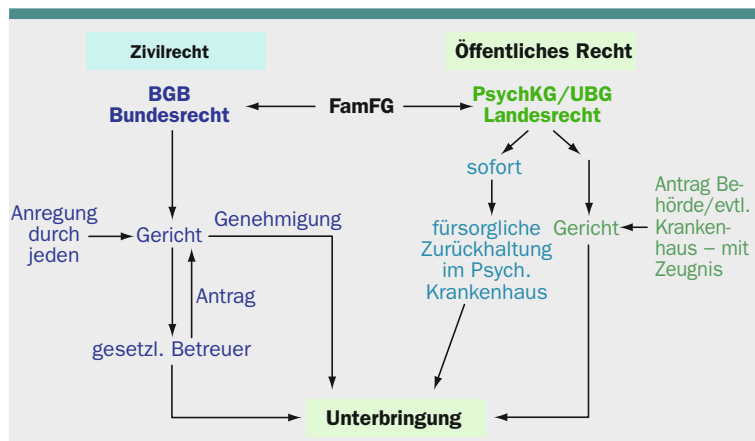 Zivilrecht
Öffentliches Recht
BGB
Bundesrecht
FamFG
PsychKG/UBG
Landesrecht
sofort
Anregung
durch
jeden
Gericht
Genehmigung
fürsorgliche
Zurückhaltung
im Psych.
Krankenhaus
Gericht
Antrag Be-
hörde/evtl.
Kranken-
haus – mit
Zeugnis
Antrag
gesetzl. Betreuer
Unterbringung